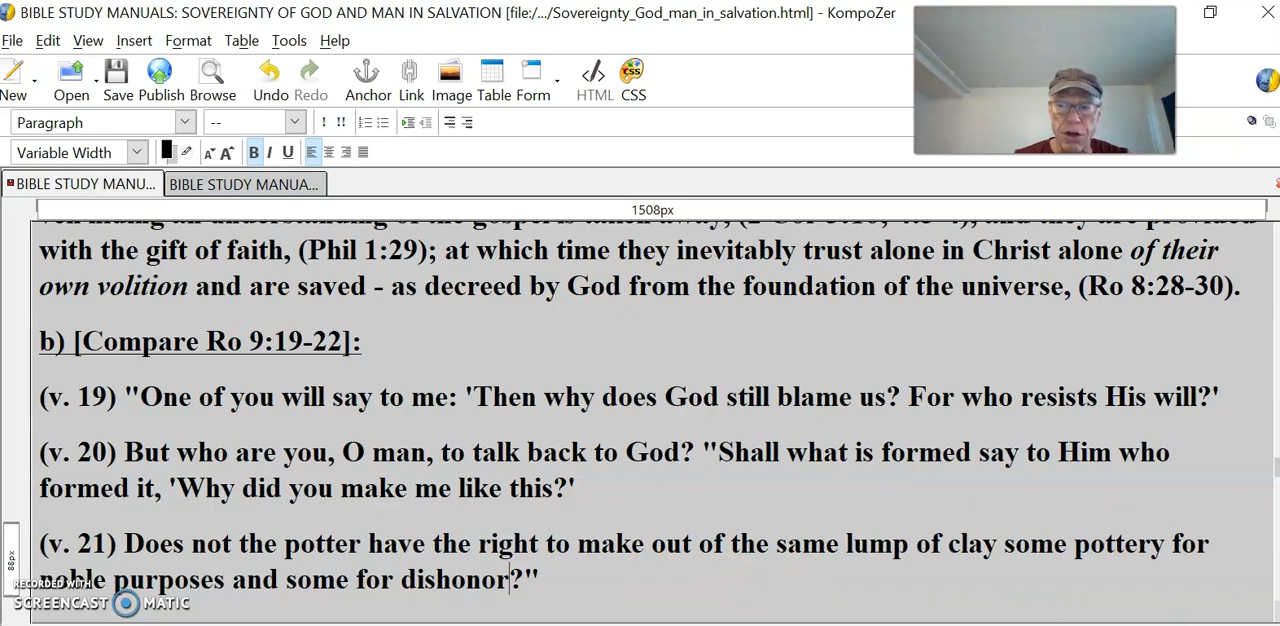 BIBLE STUDY MANUALS: SOVEREIGNTY OF GOD AND MAN IN SALVATION [file:/.../Sovereignty_God_man_in_salvation.html] - KompoZer
File Edit View Insert Format Table Tools Help
New Open Save Publish Browse Undo Redo Anchor Link Image Table Form HTML CSS
Paragraph --
Variable Width B I U
BIBLE STUDY MANU... BIBLE STUDY MANUA...
1508px
with the gift of faith, (Phil 1:29); at which time they inevitably trust alone in Christ alone of their
own volition and are saved - as decreed by God from the foundation of the universe, (Ro 8:28-30).
b) [Compare Ro 9:19-22]:
(v. 19) "One of you will say to me: 'Then why does God still blame us? For who resists His will?'
(v. 20) But who are you, O man, to talk back to God? "Shall what is formed say to Him who
formed it, 'Why did you make me like this?'
(v. 21) Does not the potter have the right to make out of the same lump of clay some pottery for
purposes and some for dishonor?"
88px
RECORDED WITH
SCREENCAST MATIC